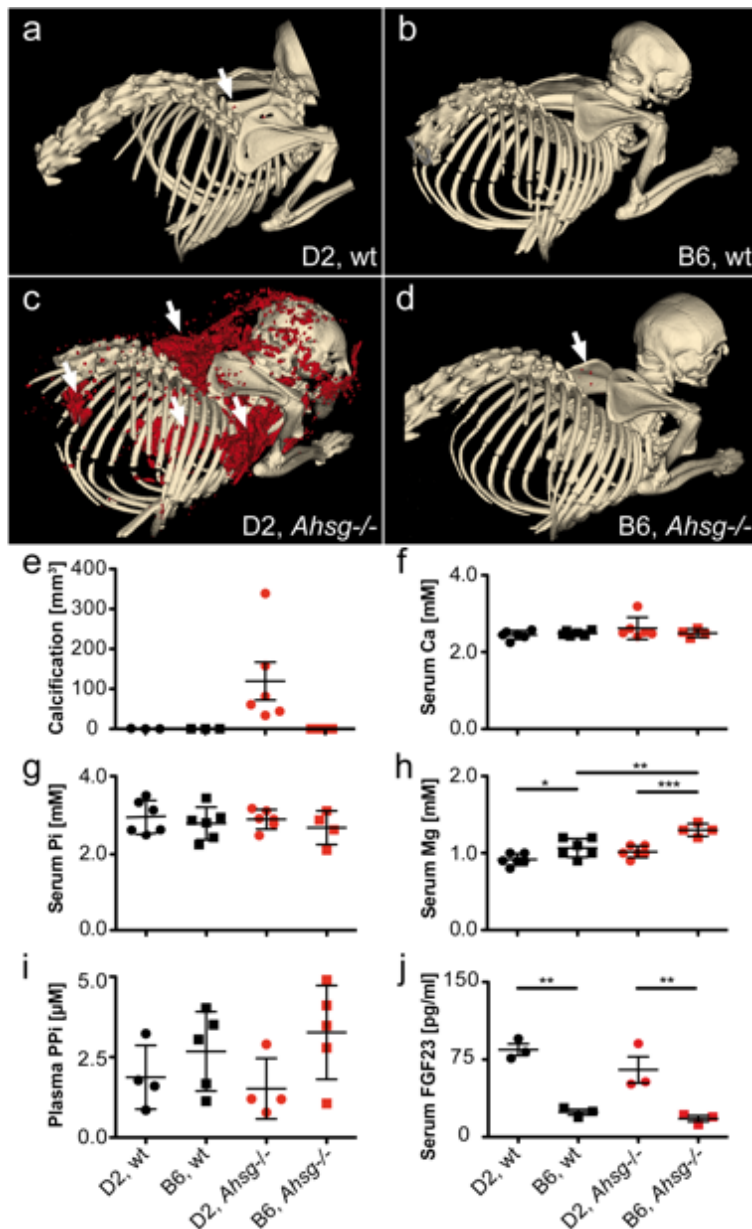 a
D2, wt
b
B6, wt
c
D2, Ahsg-/-
d
B6, Ahsg-/-
e
Calcification [mm³]
400
300
200
100
0
f
Serum Ca [mM]
4.0
2.0
0.0
g
Serum Pi [mM]
4.0
2.0
0.0
h
Serum Mg [mM]
2.0
1.0
0.0
*
**
***
i
Plasma PPi [µM]
5.0
2.5
0.0
D2, wt
B6, wt
D2, Ahsg-/-
B6, Ahsg-/-
j
Serum FGF23 [pg/ml]
150
75
0
**
**
D2, wt
B6, wt
D2, Ahsg-/-
B6, Ahsg-/-